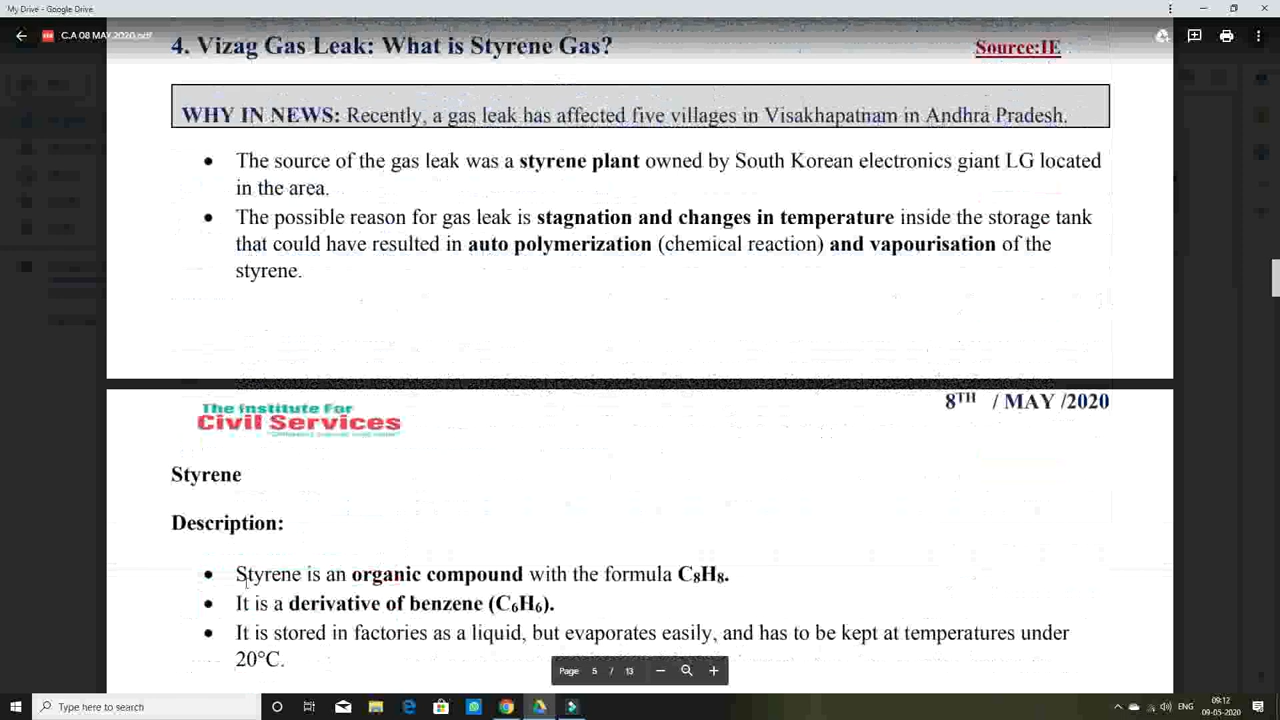 My Drive - Google Drive
C.A 08 MAY 2020.pdf
4. Vizag Gas Leak: What is Styrene Gas?
Source:IE
WHY IN NEWS: Recently, a gas leak has affected five villages in Visakhapatnam in Andhra Pradesh.
• The source of the gas leak was a styrene plant owned by South Korean electronics giant LG located
in the area.
• The possible reason for gas leak is stagnation and changes in temperature inside the storage tank
that could have resulted in auto polymerization (chemical reaction) and vapourisation of the
styrene.
The Institute For
Civil Services
8TH / MAY /2020
Styrene
Description:
• Styrene is an organic compound with the formula C₈H₈.
• It is a derivative of benzene (C₆H₆).
• It is stored in factories as a liquid, but evaporates easily, and has to be kept at temperatures under
20°C.
Page 5 / 13
Type here to search
ENG
09:12
09-05-2020